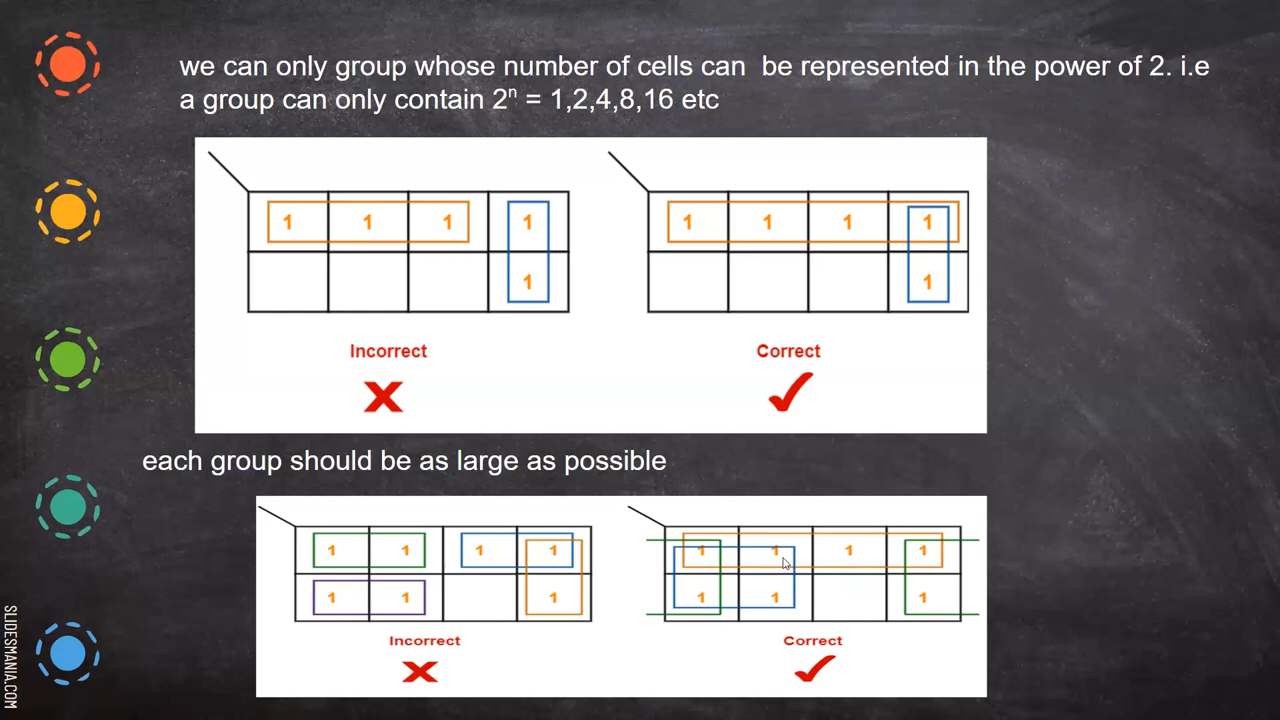 we can only group whose number of cells can be represented in the power of 2. i.e
a group can only contain 2ⁿ = 1,2,4,8,16 etc
1 1 1 1
1
Incorrect
1 1 1 1
1
Correct
each group should be as large as possible
1 1 1 1
1 1 1
Incorrect
1 1 1 1
1 1 1
Correct
SLIDESMANIA.COM